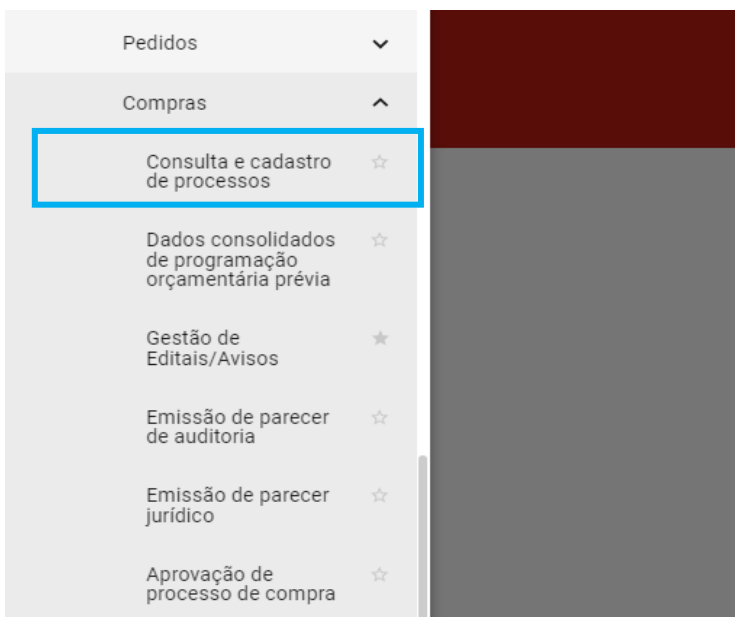 Pedidos
Compras
Consulta e cadastro
de processos
Dados consolidados
de programação
orçamentária prévia
Gestão de
Editais/Avisos
Emissão de parecer
de auditoria
Emissão de parecer
jurídico
Aprovação de
processo de compra